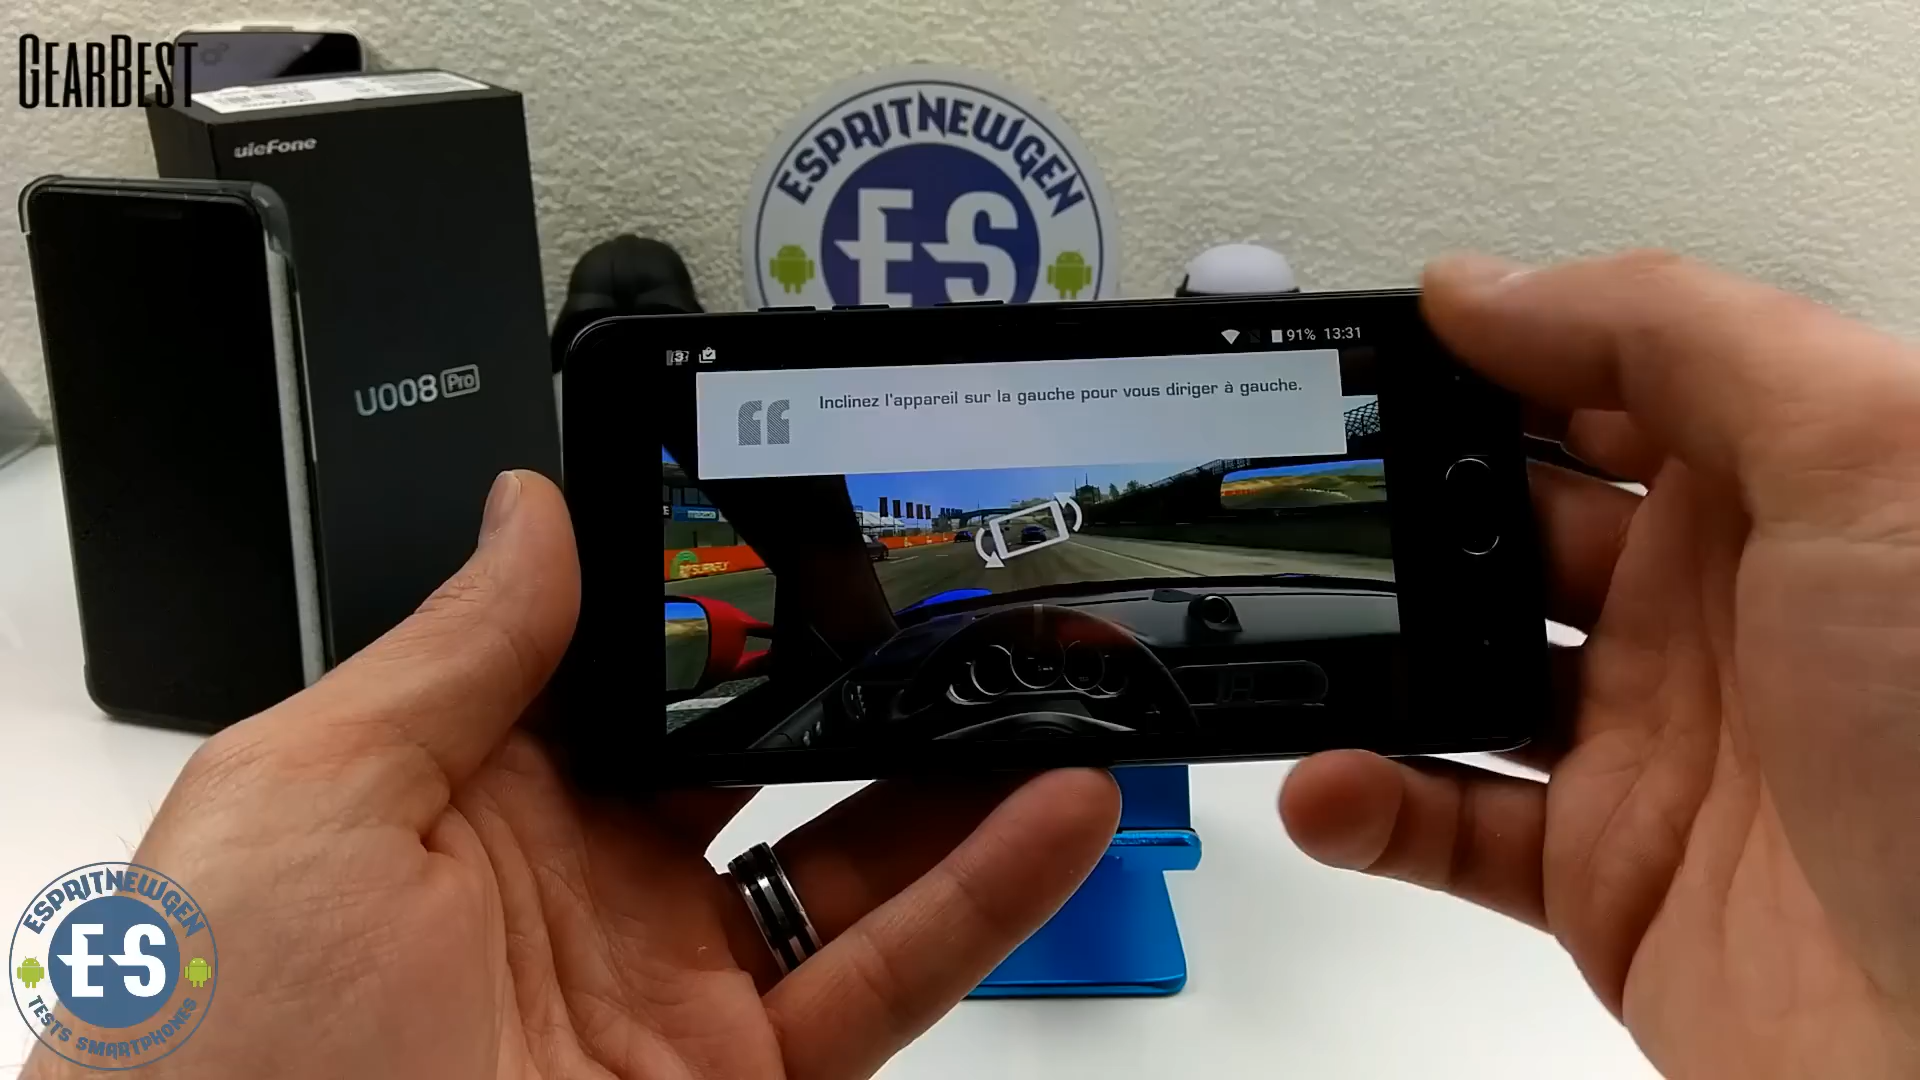 GEARBEST
uleFone
U008 Pro
ESPRITNEWGEN
ES
91% 13:31
Inclinez l'appareil sur la gauche pour vous diriger à gauche.
ESPRITNEWGEN
ES
TESTS SMARTPHONES